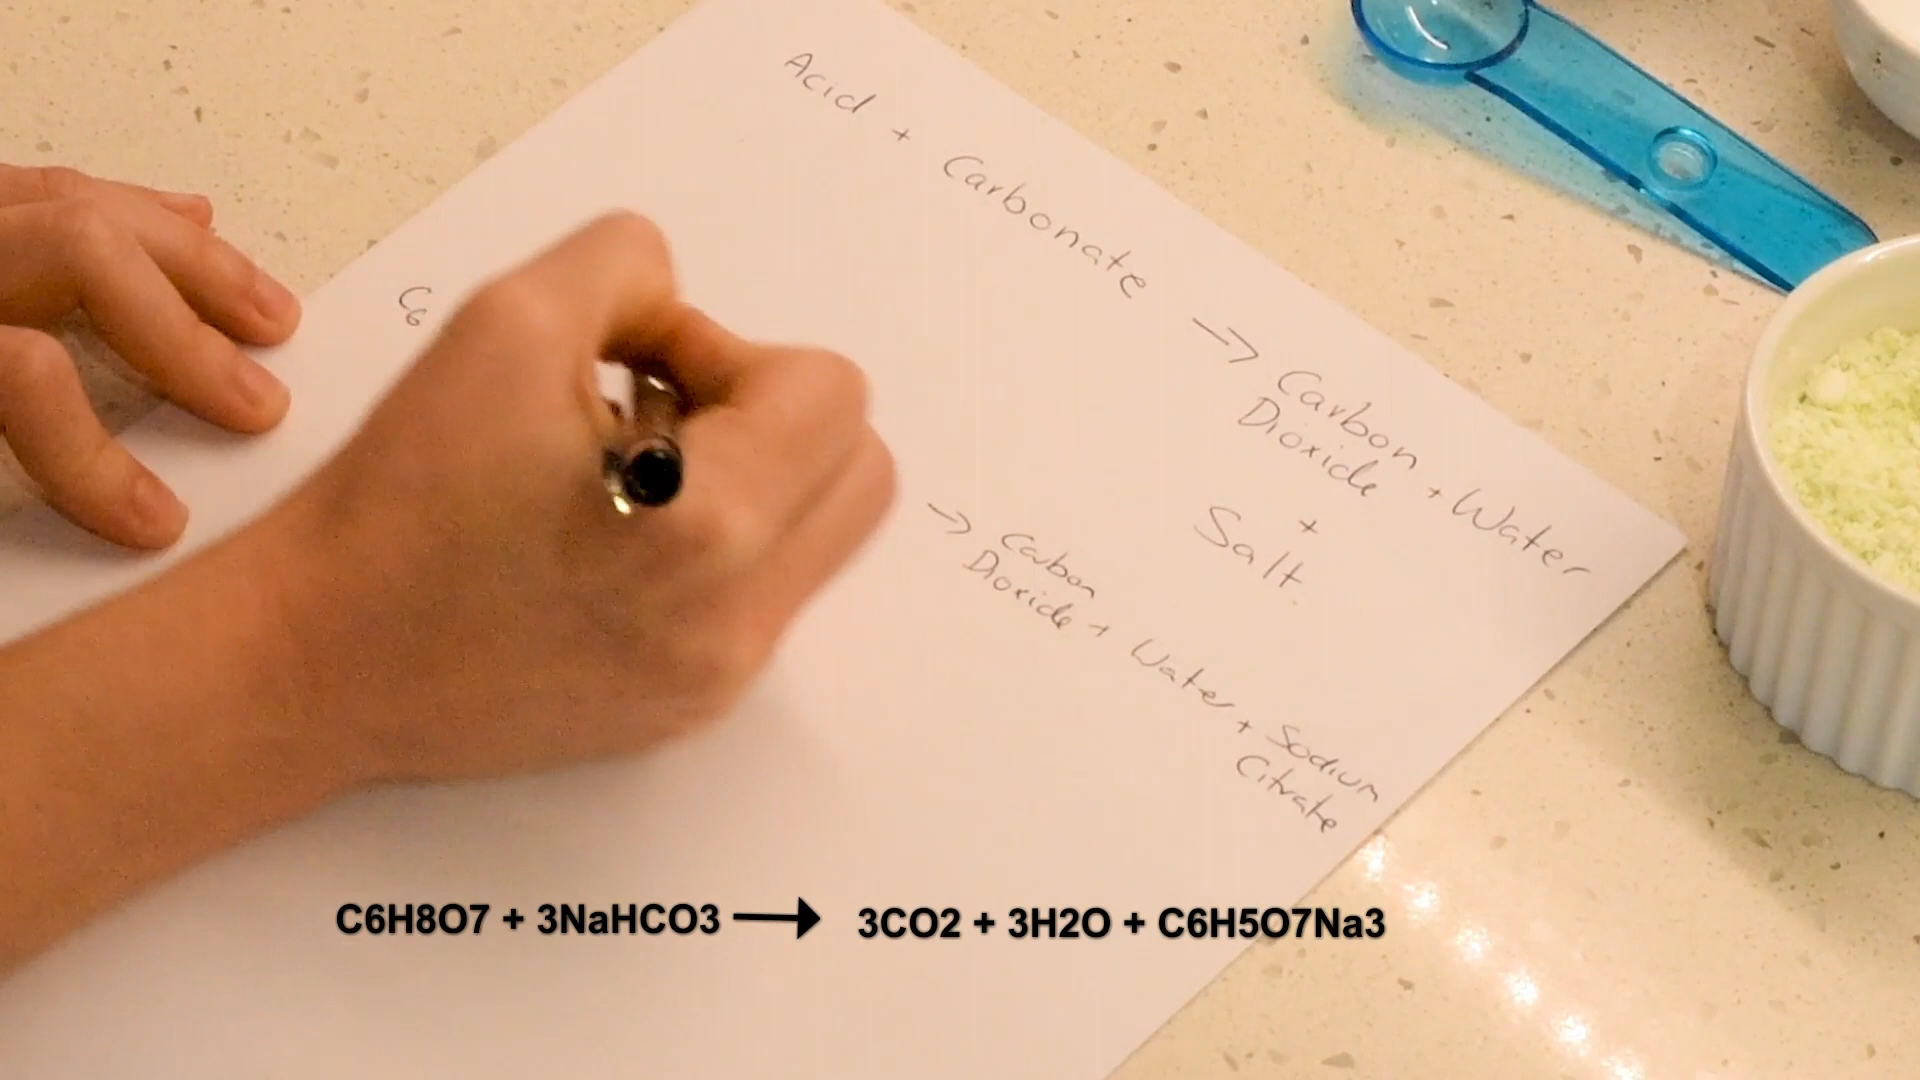 Acid + Carbonate → Carbon + Water
Dioxide
+
Salt.
→ Carbon
Dioxide + Water + Sodium
Citrate
C6
C6H8O7 + 3NaHCO3 → 3CO2 + 3H2O + C6H5O7Na3